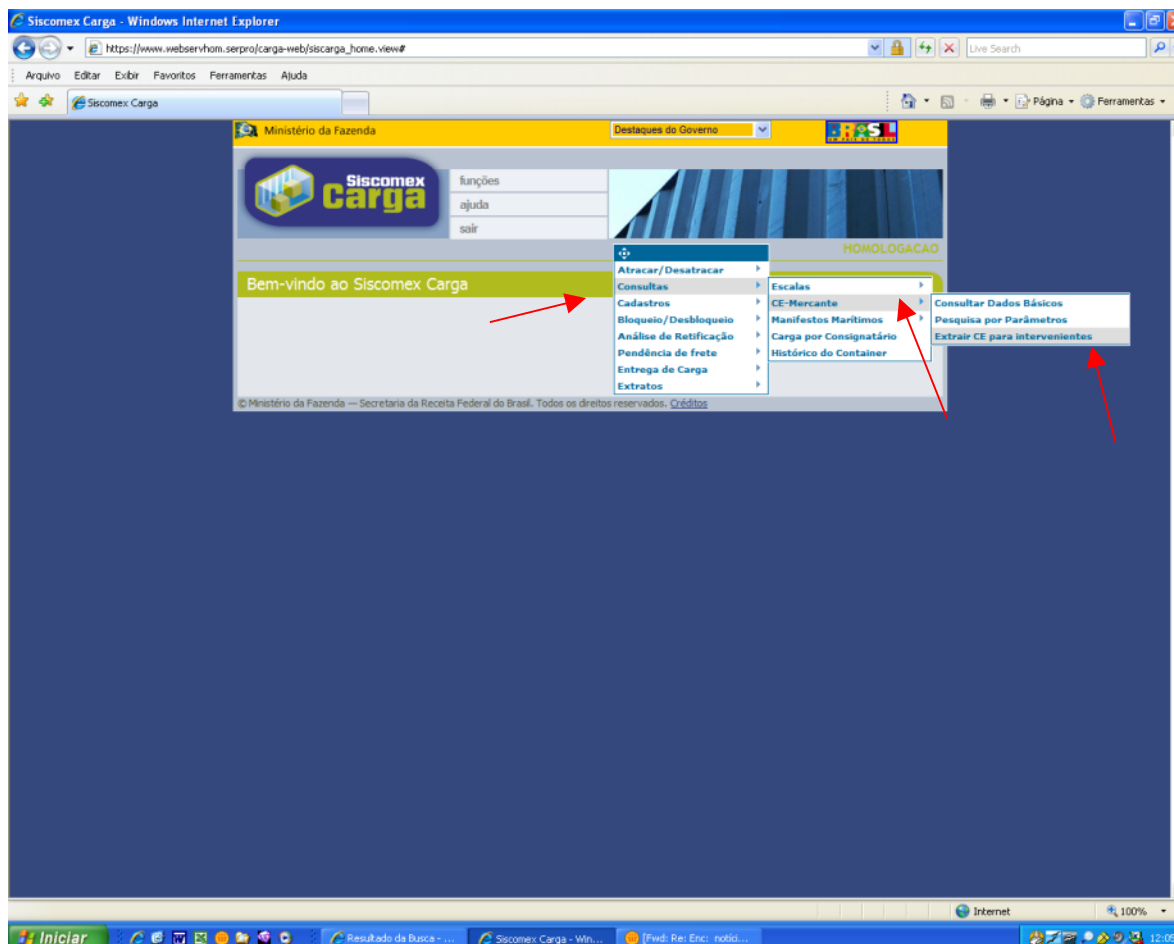 Siscomex Carga - Windows Internet Explorer
https://www.webservhom.serpro/carga-web/siscarga_home.view#
Live Search
Arquivo Editar Exibir Favoritos Ferramentas Ajuda
Siscomex Carga
Página
Ferramentas
Ministério da Fazenda
Destaques do Governo
BRASIL
Siscomex
Carga
funções
ajuda
sair
HOMOLOGACAO
Bem-vindo ao Siscomex Carga
Atracar/Desatracar
Consultas
Cadastros
Bloqueio/Desbloqueio
Análise de Retificação
Pendência de frete
Entrega de Carga
Extratos
Escalas
CE-Mercante
Manifestos Marítimos
Carga por Consignatário
Histórico do Container
Consultar Dados Básicos
Pesquisa por Parâmetros
Extrair CE para intervenientes
© Ministério da Fazenda — Secretaria da Receita Federal do Brasil. Todos os direitos reservados. Créditos
Internet
100%
Iniciar
Resultado da Busca - ...
Siscomex Carga - Win...
[Fwd: Re: Enc: notíci...
12:05